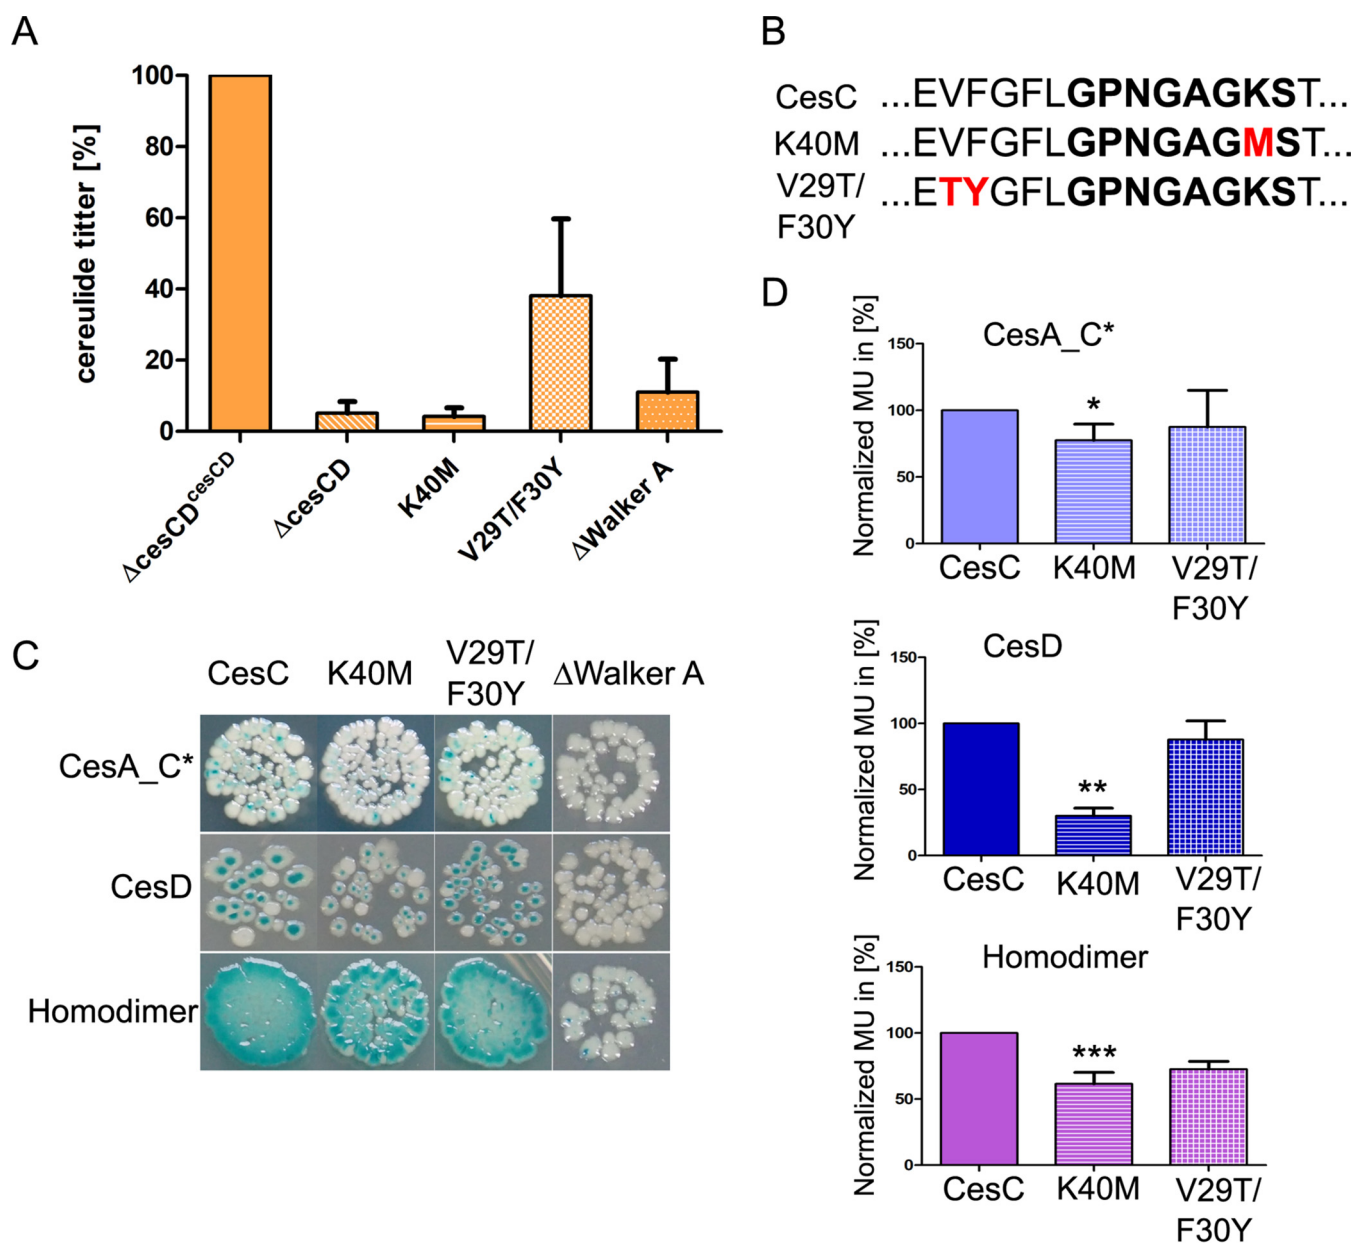 A
cereulide titter [%]
100
80
60
40
20
0
ΔcesCDcesCD
ΔcesCD
K40M
V29T/F30Y
ΔWalker A
B
CesC ...EVFGFLGPNGAGKST...
K40M ...EVFGFLGPNGAGMST...
V29T/
F30Y ...ETYGFLGPNGAGKST...
C
CesC K40M V29T/
F30Y ΔWalker A
CesA_C*
CesD
Homodimer
D
CesA_C*
Normalized MU in [%]
150
100
50
0
*
CesC K40M V29T/
F30Y
CesD
Normalized MU in [%]
150
100
50
0
**
CesC K40M V29T/
F30Y
Homodimer
Normalized MU in [%]
150
100
50
0
***
CesC K40M V29T/
F30Y